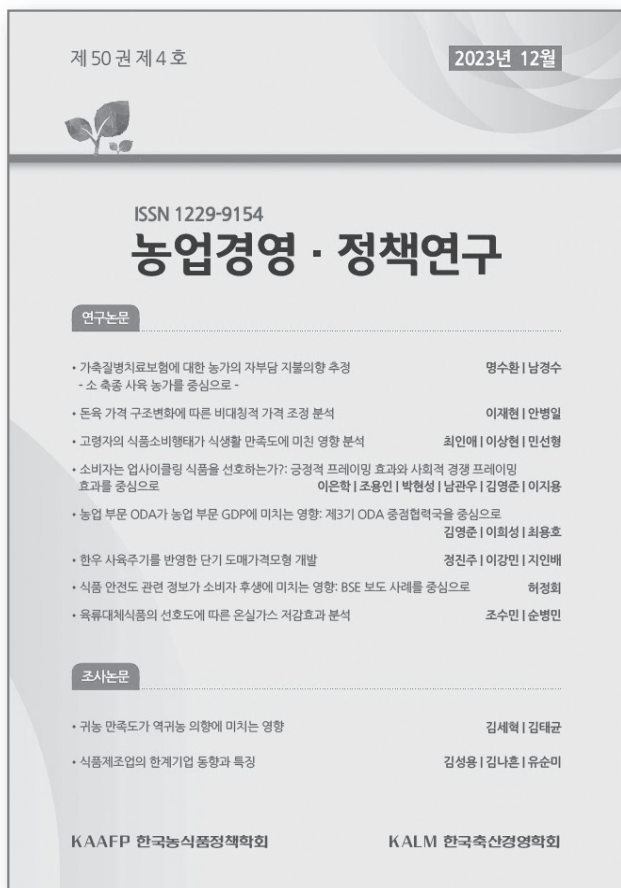 제 50 권 제 4 호 2023년 12월
ISSN 1229-9154
농업경영 · 정책연구
연구논문
• 가축질병치료보험에 대한 농가의 자부담 지불의향 추정 명수환 | 남경수
- 소 축종 사육 농가를 중심으로 -
• 돈육 가격 구조변화에 따른 비대칭적 가격 조정 분석 이재현 | 안병일
• 고령자의 식품소비행태가 식생활 만족도에 미친 영향 분석 최인애 | 이상현 | 민선형
• 소비자는 업사이클링 식품을 선호하는가?: 긍정적 프레이밍 효과와 사회적 경쟁 프레이밍
효과를 중심으로 이은학 | 조용인 | 박현성 | 남관우 | 김영준 | 이지용
• 농업 부문 ODA가 농업 부문 GDP에 미치는 영향: 제3기 ODA 중점협력국을 중심으로
김영준 | 이희성 | 최용호
• 한우 사육주기를 반영한 단기 도매가격모형 개발 정진주 | 이강민 | 지인배
• 식품 안전도 관련 정보가 소비자 후생에 미치는 영향: BSE 보도 사례를 중심으로 허정회
• 육류대체식품의 선호도에 따른 온실가스 저감효과 분석 조수민 | 순병민
조사논문
• 귀농 만족도가 역귀농 의향에 미치는 영향 김세혁 | 김태균
• 식품제조업의 한계기업 동향과 특징 김성용 | 김나흔 | 유순미
KAAFP 한국농식품정책학회 KALM 한국축산경영학회